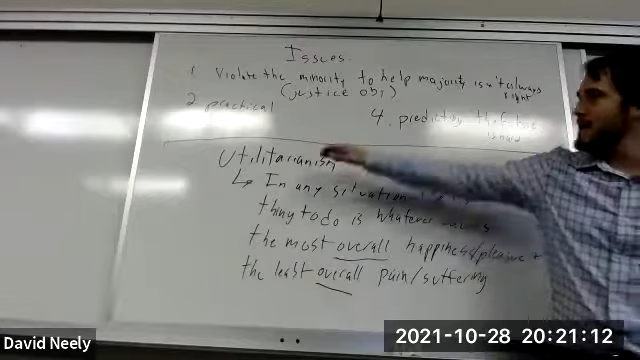 Issues
1 Violate the minority to help majority isn't always right
(justice obj)
2 practical
4. predicting the future is hard
Utilitarianism
↳ In any situation
thing to do is whatever
the most overall happiness/pleasure +
the least overall pain/suffering
David Neely
2021-10-28 20:21:12